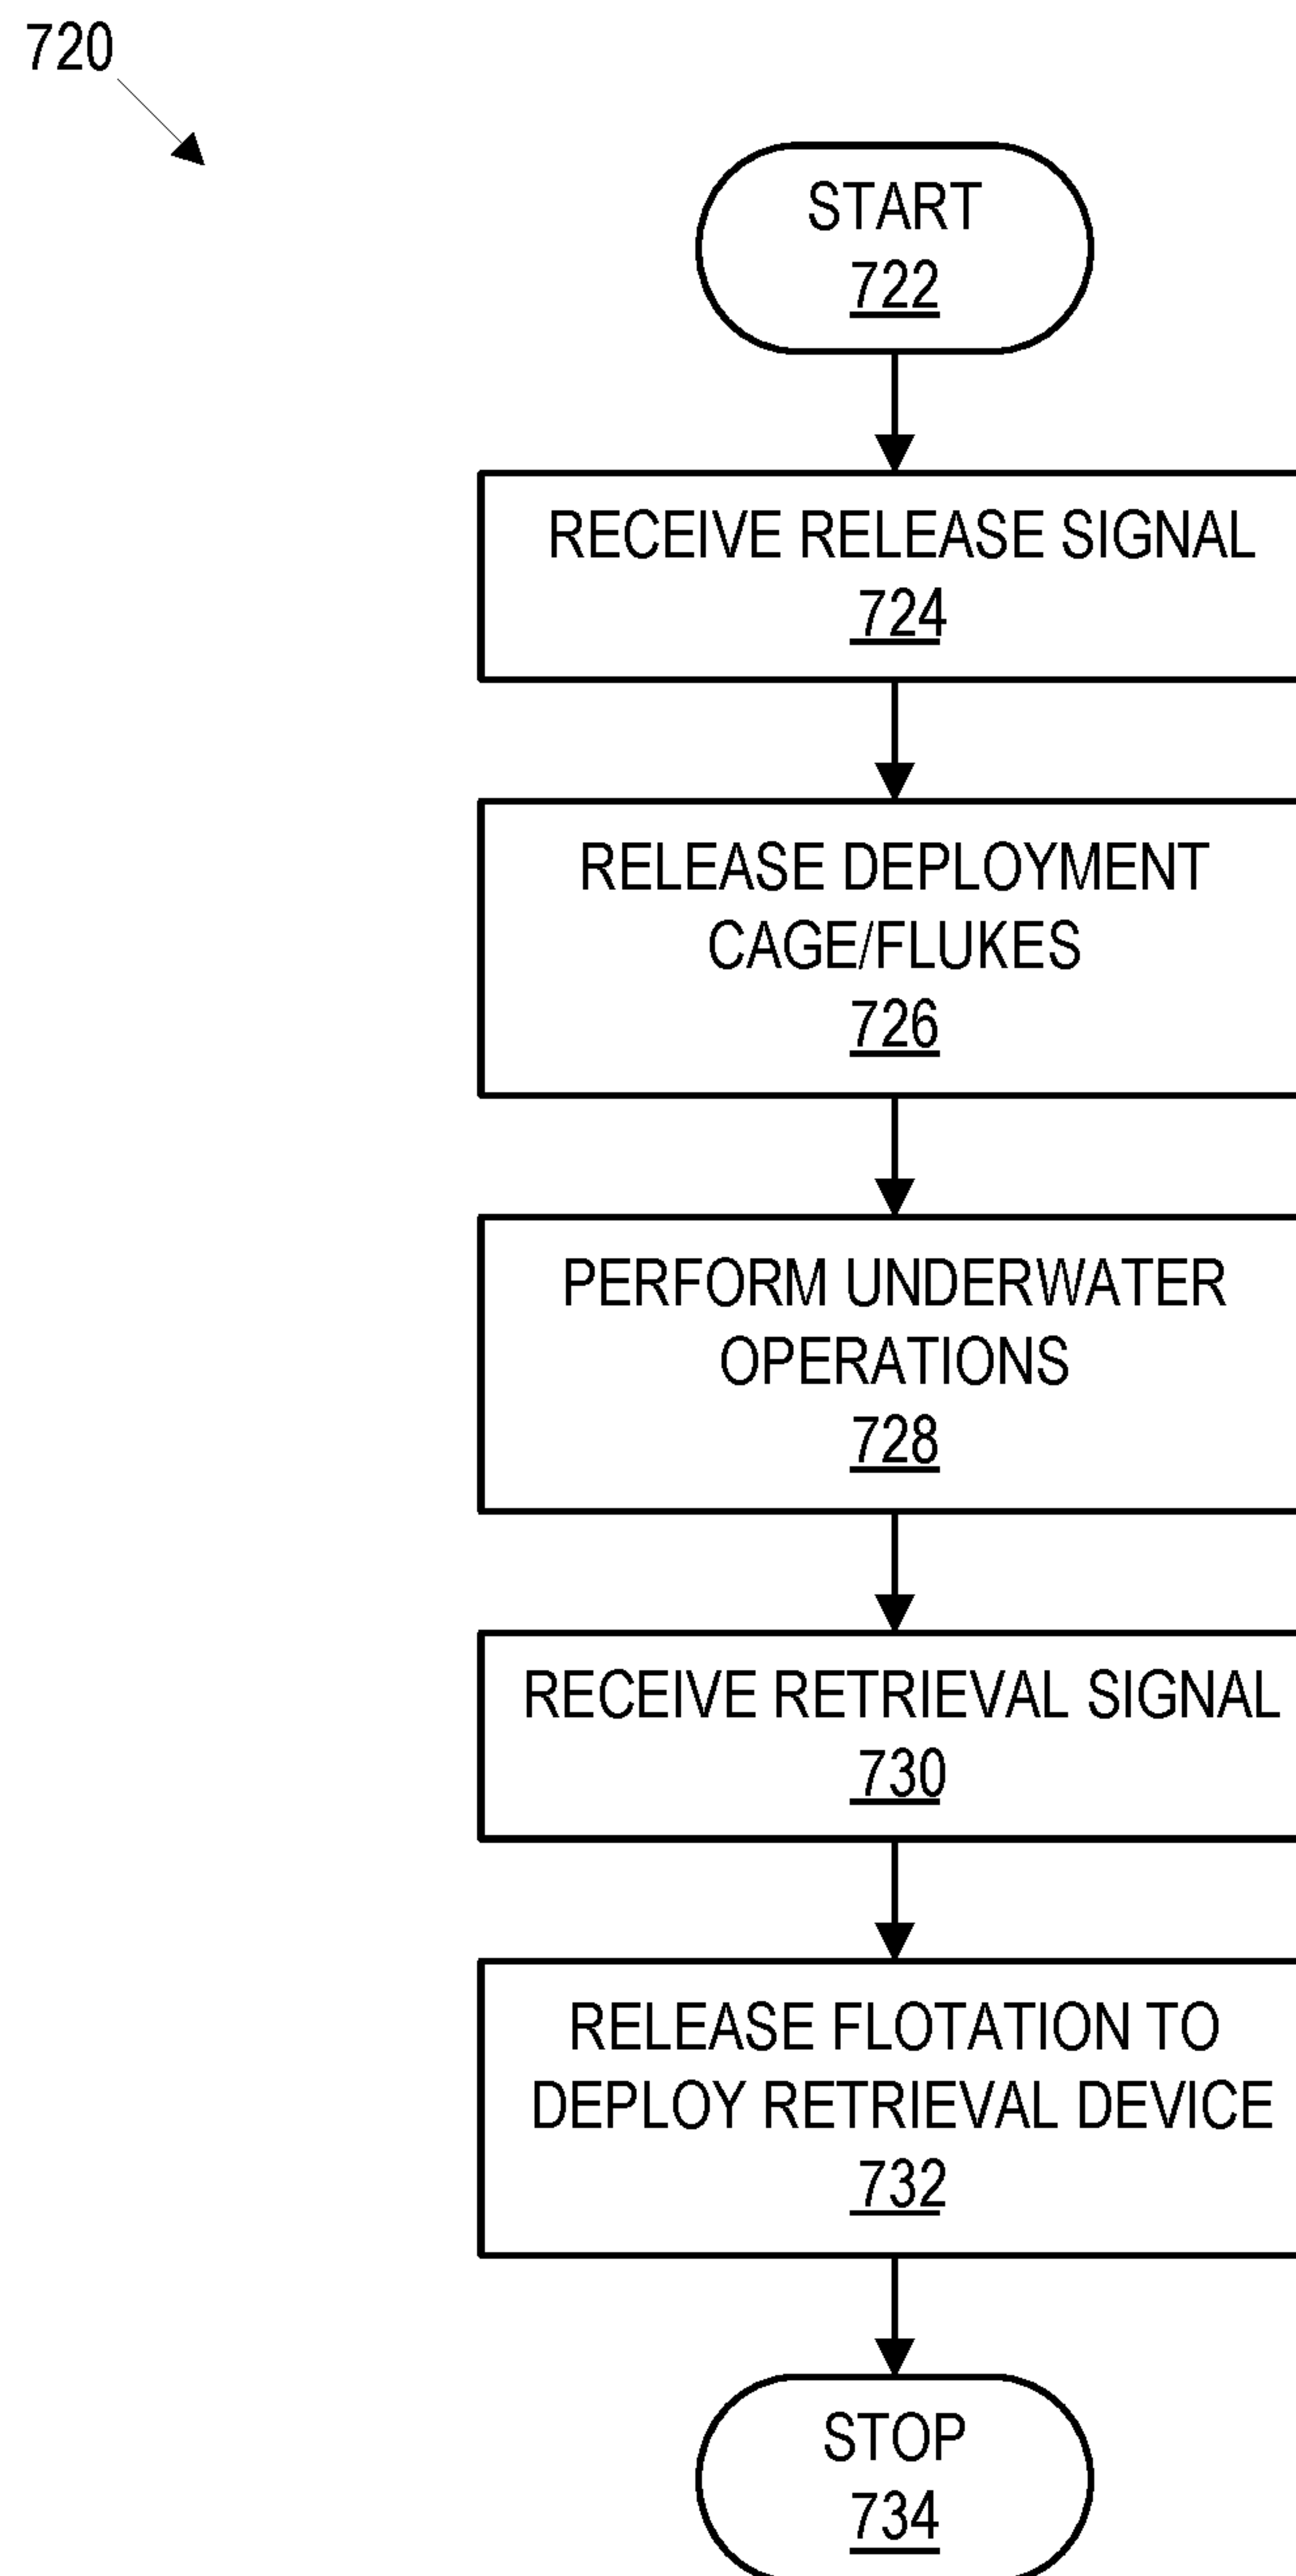 720
START
722
RECEIVE RELEASE SIGNAL
724
RELEASE DEPLOYMENT
CAGE/FLUKES
726
PERFORM UNDERWATER
OPERATIONS
728
RECEIVE RETRIEVAL SIGNAL
730
RELEASE FLOTATION TO
DEPLOY RETRIEVAL DEVICE
732
STOP
734